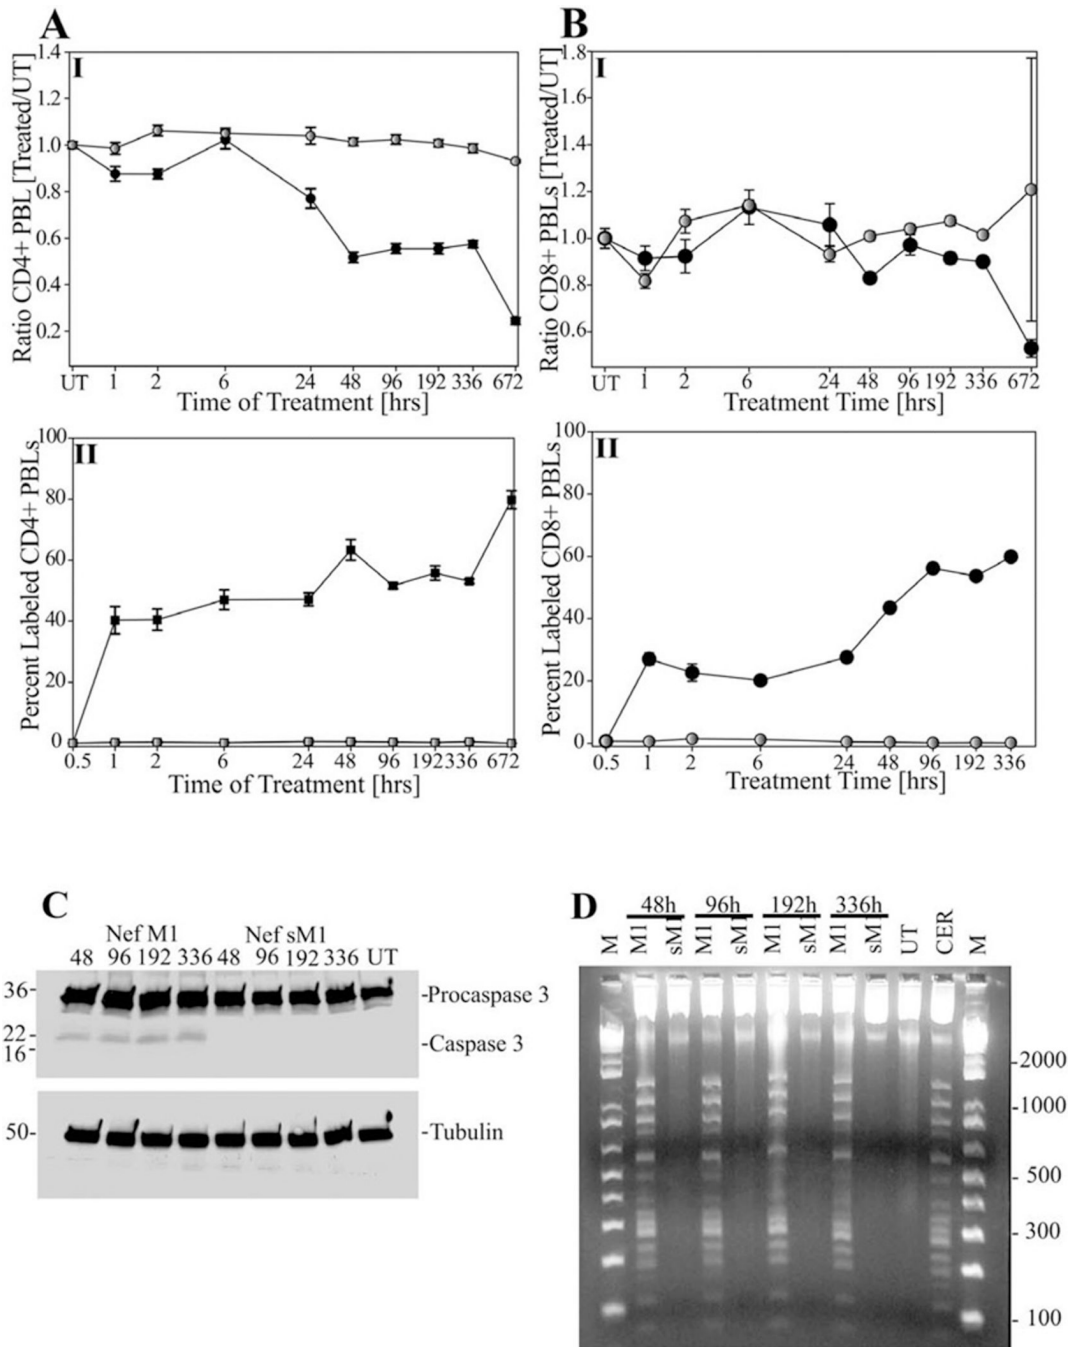 A
B
I
Ratio CD4+ PBL [Treated/UT]
1.4
1.2
1.0
0.8
0.6
0.4
0.2
UT 1 2 6 24 48 96 192 336 672
Time of Treatment [hrs]
I
Ratio CD8+ PBLs [Treated/UT]
1.8
1.6
1.4
1.2
1.0
0.8
0.6
UT 1 2 6 24 48 96 192 336 672
Treatment Time [hrs]
II
Percent Labeled CD4+ PBLs
100
80
60
40
20
0
0.5 1 2 6 24 48 96 192 336 672
Time of Treatment [hrs]
II
Percent Labeled CD8+ PBLs
100
80
60
40
20
0
0.5 1 2 6 24 48 96 192 336
Treatment Time [hrs]
C
Nef M1 Nef sM1
48 96 192 336 48 96 192 336 UT
36-
22-
16-
-Procaspase 3
-Caspase 3
50-
-Tubulin
D
48h 96h 192h 336h
M M1 sM1 M1 sM1 M1 sM1 M1 sM1 UT CER M
- 2000
- 1000
- 500
- 300
- 100